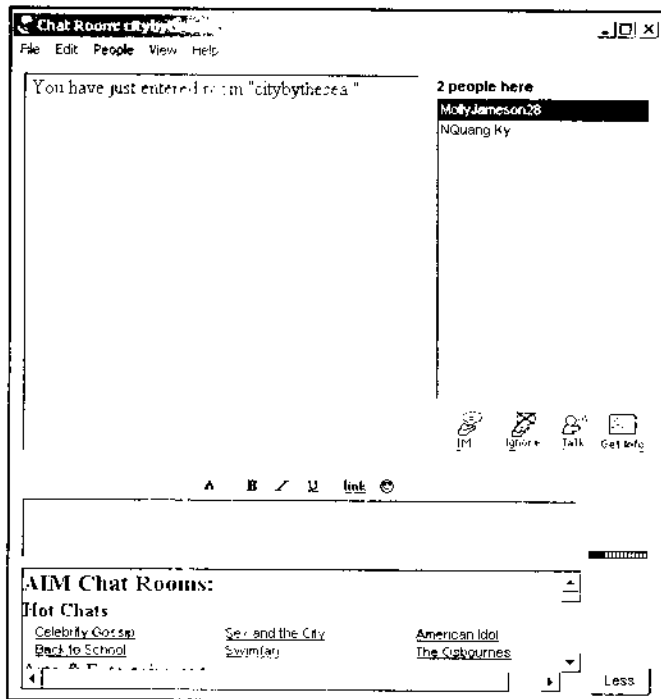 Chat Room: cityby
File Edit People View Help
You have just entered room "citybythesea."
2 people here
MollyJameson28
NQuang Ky
IM Ignore Talk Get Info
A B I U link
AIM Chat Rooms:
Hot Chats
Celebrity Gossip Sex and the City American Idol
Back to School Swimfan The Osbournes
Less